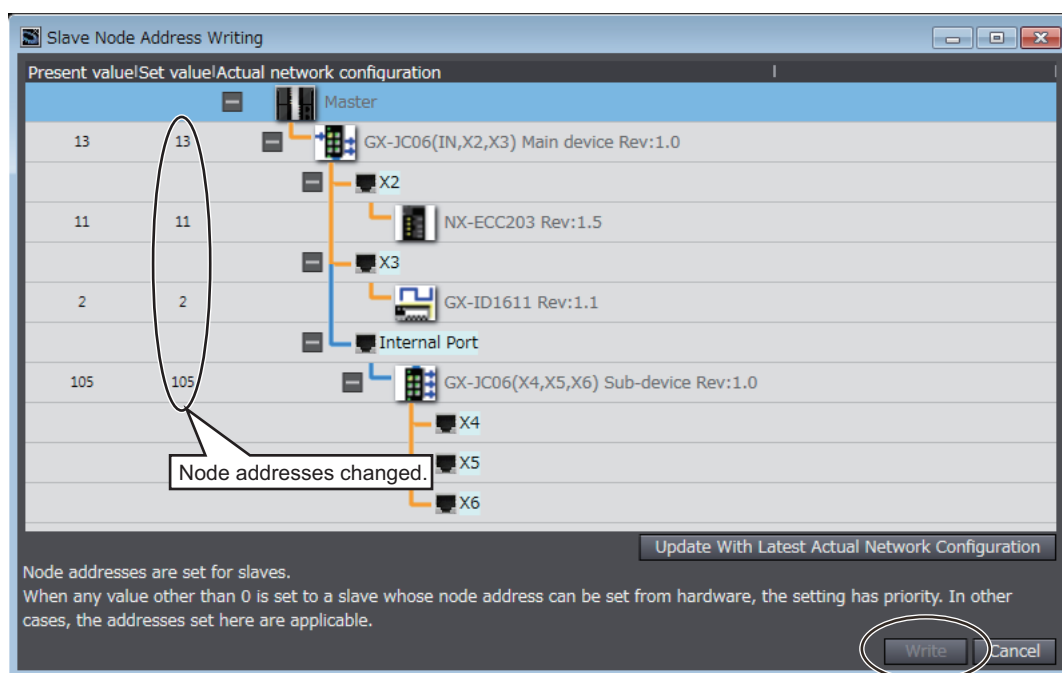 Slave Node Address Writing
Present value|Set value|Actual network configuration
Master
13 13 GX-JC06(IN,X2,X3) Main device Rev:1.0
X2
11 11 NX-ECC203 Rev:1.5
X3
2 2 GX-ID1611 Rev:1.1
Internal Port
105 105 GX-JC06(X4,X5,X6) Sub-device Rev:1.0
X4
Node addresses changed. X5
X6
Update With Latest Actual Network Configuration
Node addresses are set for slaves.
When any value other than 0 is set to a slave whose node address can be set from hardware, the setting has priority. In other
cases, the addresses set here are applicable.
Write Cancel